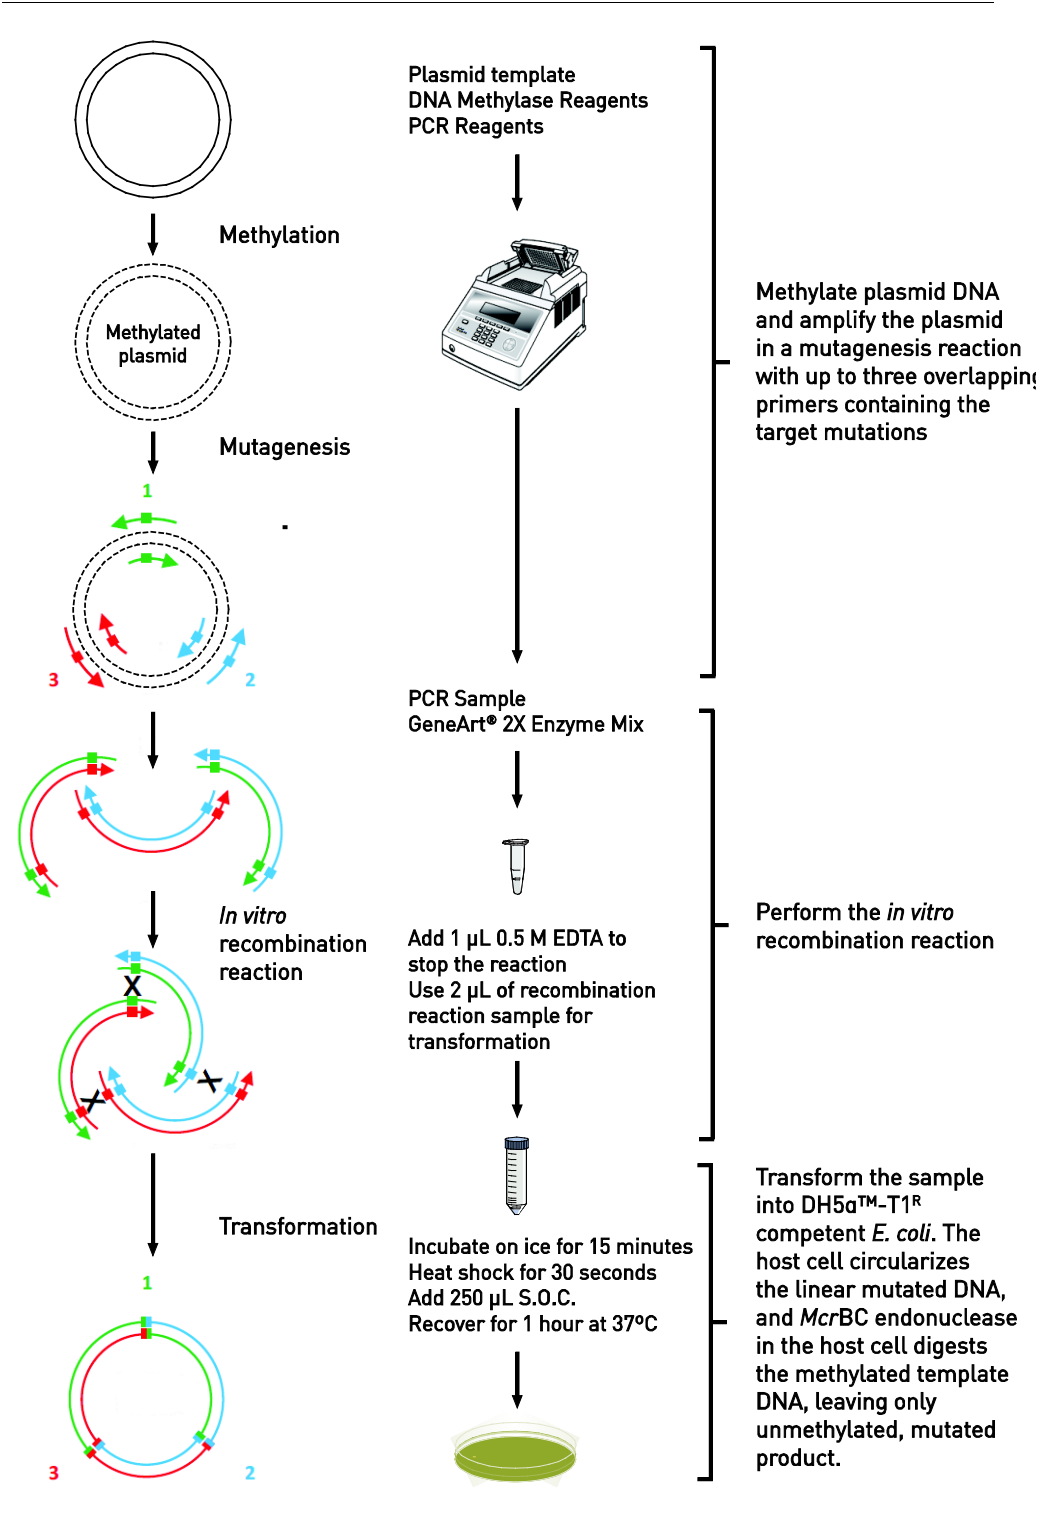 Plasmid template
DNA Methylase Reagents
PCR Reagents
Methylation
Methylated
plasmid
Mutagenesis
1
3
2
Methylate plasmid DNA
and amplify the plasmid
in a mutagenesis reaction
with up to three overlapping
primers containing the
target mutations
PCR Sample
GeneArt® 2X Enzyme Mix
In vitro
recombination
reaction
X
X
X
Add 1 µL 0.5 M EDTA to
stop the reaction
Use 2 µL of recombination
reaction sample for
transformation
Perform the in vitro
recombination reaction
Transformation
1
3
2
Incubate on ice for 15 minutes
Heat shock for 30 seconds
Add 250 µL S.O.C.
Recover for 1 hour at 37ºC
Transform the sample
into DH5α™-T1ᴿ
competent E. coli. The
host cell circularizes
the linear mutated DNA,
and McrBC endonuclease
in the host cell digests
the methylated template
DNA, leaving only
unmethylated, mutated
product.